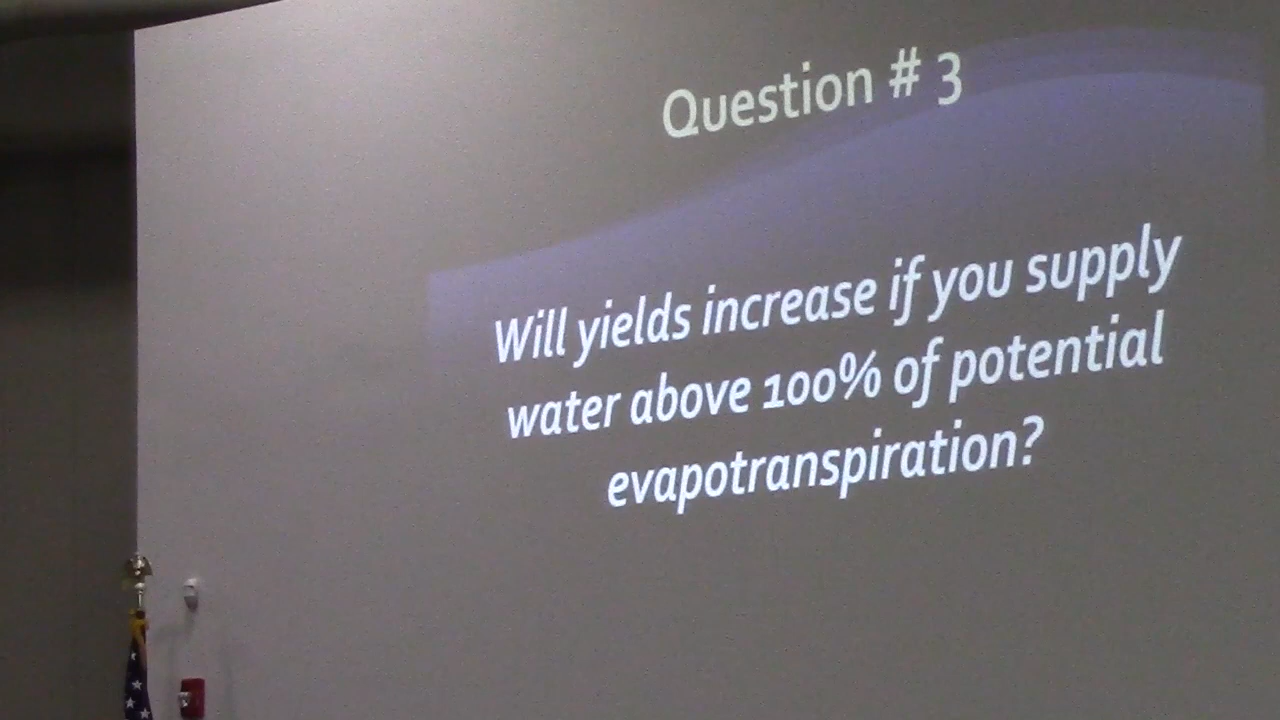 Question # 3
Will yields increase if you supply
water above 100% of potential
evapotranspiration?